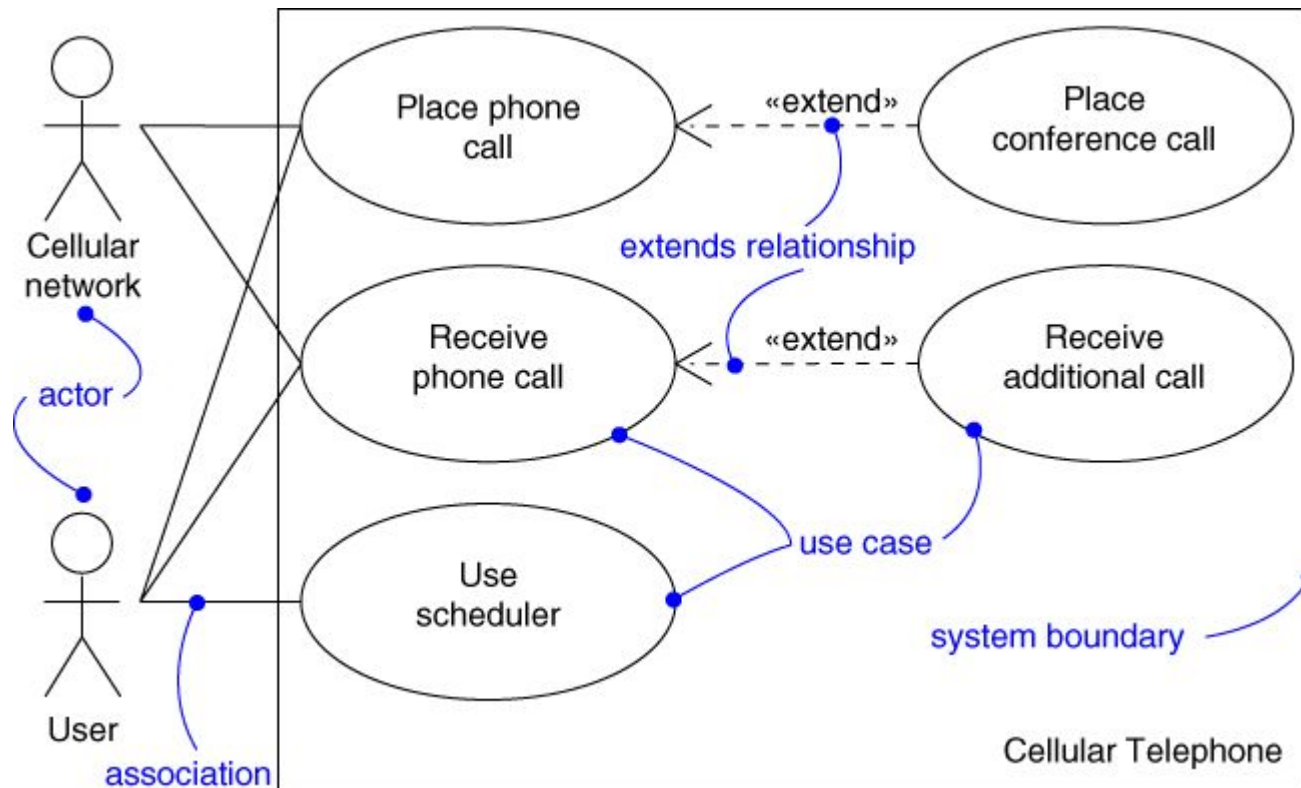 Place phone
call
«extend»
Place
conference call
Cellular
network
extends relationship
Receive
phone call
«extend»
Receive
additional call
actor
use case
Use
scheduler
system boundary
User
association
Cellular Telephone